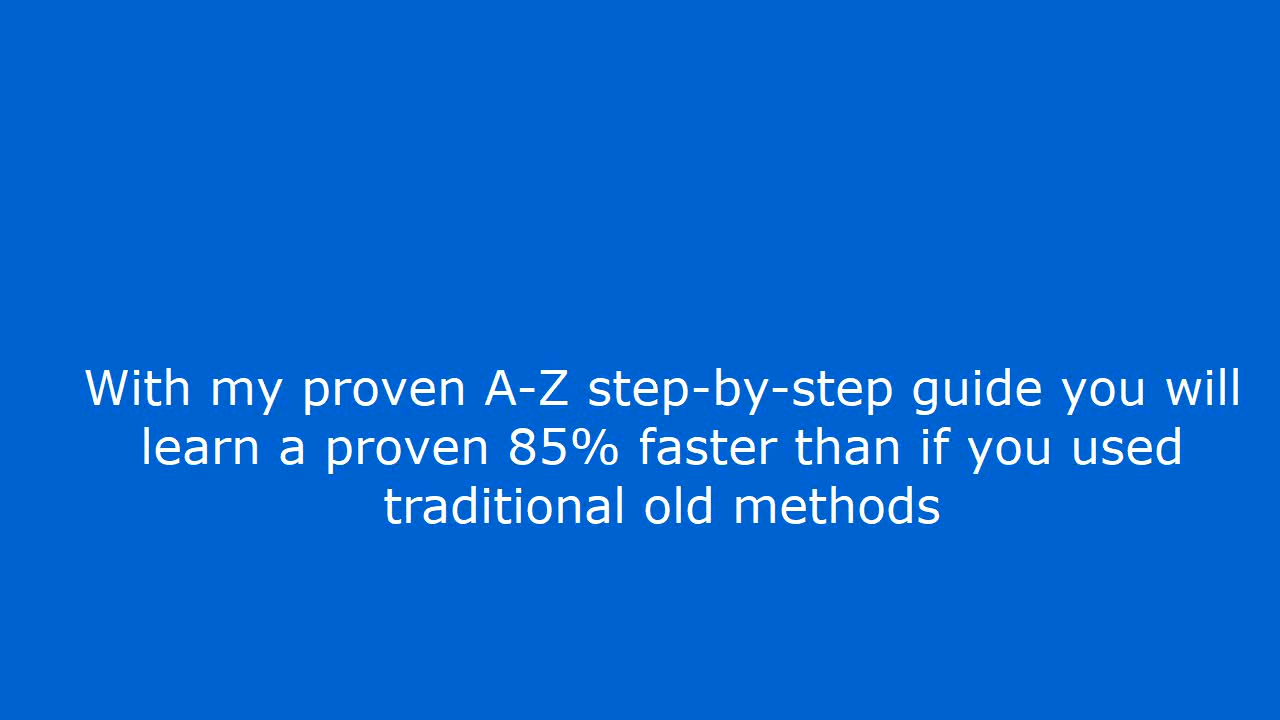 With my proven A-Z step-by-step guide you will
learn a proven 85% faster than if you used
traditional old methods